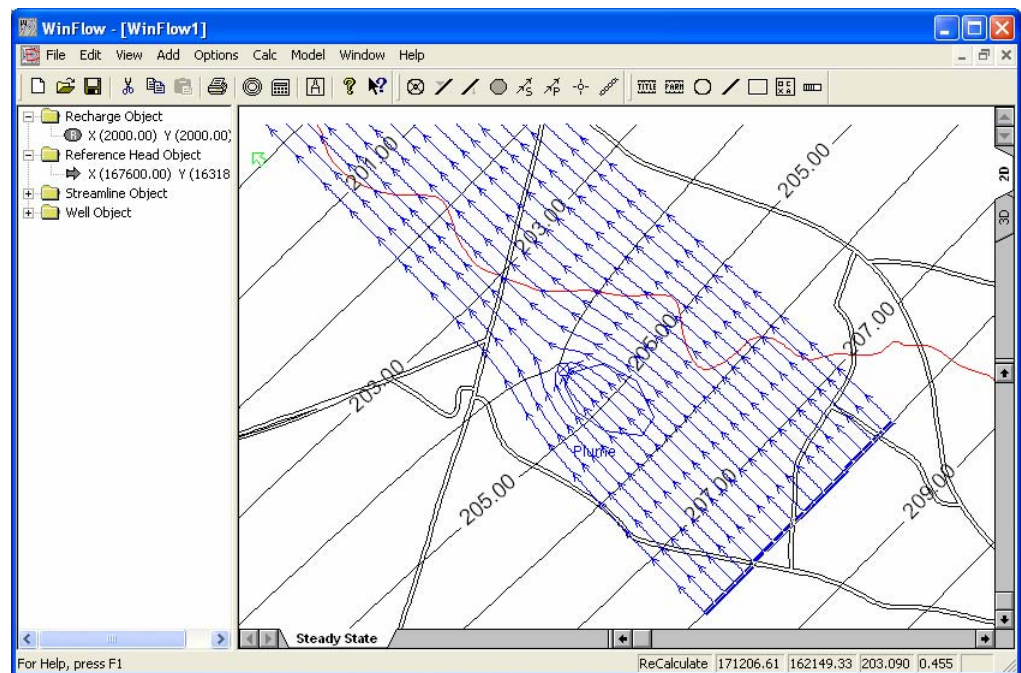 WinFlow - [WinFlow1]
File Edit View Add Options Calc Model Window Help
A ? TITLE PARM
Recharge Object
R X (2000.00) Y (2000.00)
Reference Head Object
X (167600.00) Y (16318
Streamline Object
Well Object
201.00
203.00
205.00
206.00
207.00
203.00
205.00
207.00
209.00
Plume
2D
3D
Steady State
For Help, press F1
ReCalculate 171206.61 162149.33 203.090 0.455